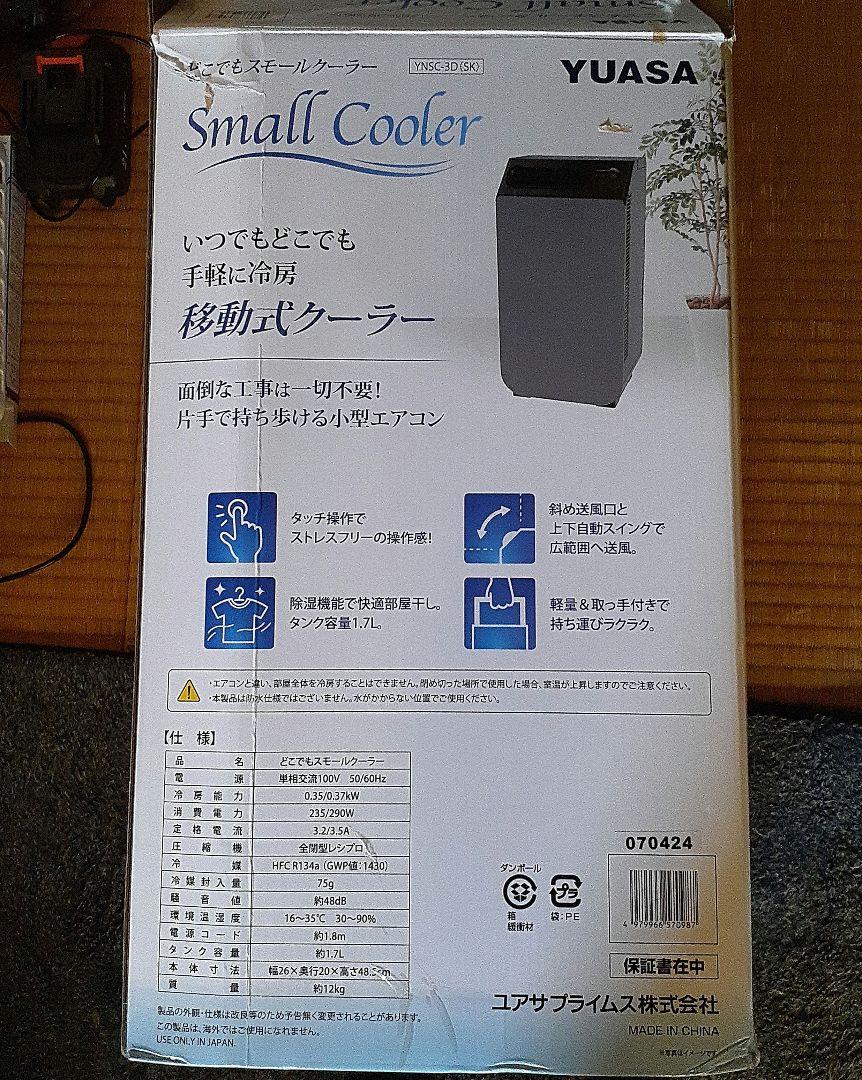 Small Cooler
どこでもスモールクーラー YNSC-3D(SK) YUASA
Small Cooler
いつでもどこでも
手軽に冷房
移動式クーラー
面倒な工事は一切不要!
片手で持ち歩ける小型エアコン
タッチ操作で
ストレスフリーの操作感!
斜め送風口と
上下自動スイングで
広範囲へ送風。
除湿機能で快適部屋干し。
タンク容量1.7L。
軽量&取っ手付きで
持ち運びラクラク。
・エアコンと違い、部屋全体を冷房することはできません。閉め切った場所で使用した場合、室温が上昇しますのでご注意ください。
・本製品は防水仕様ではございません。水がかからない位置でご使用ください。
【仕 様】
品名 どこでもスモールクーラー
電源 単相交流100V 50/60Hz
冷房能力 0.35/0.37kW
消費電力 235/290W
定格電流 3.2/3.5A
圧縮機 全閉型レシプロ
冷媒 HFC R134a (GWP値:1430)
冷媒封入量 75g
騒音値 約48dB
環境温湿度 16～35℃ 30～90%
電源コード 約1.8m
タンク容量 約1.7L
本体寸法 幅26×奥行20×高さ48.5cm
質量 約12kg
製品の外観・仕様は改良等のため予告無く変更されることがあります。
この製品は、海外ではご使用になれません。
USE ONLY IN JAPAN.
070424
4 979966 570987
ダンボール
箱
緩衝材
プラ
袋:PE
保証書在中
ユアサプライムス株式会社
MADE IN CHINA
※写真はイメージです